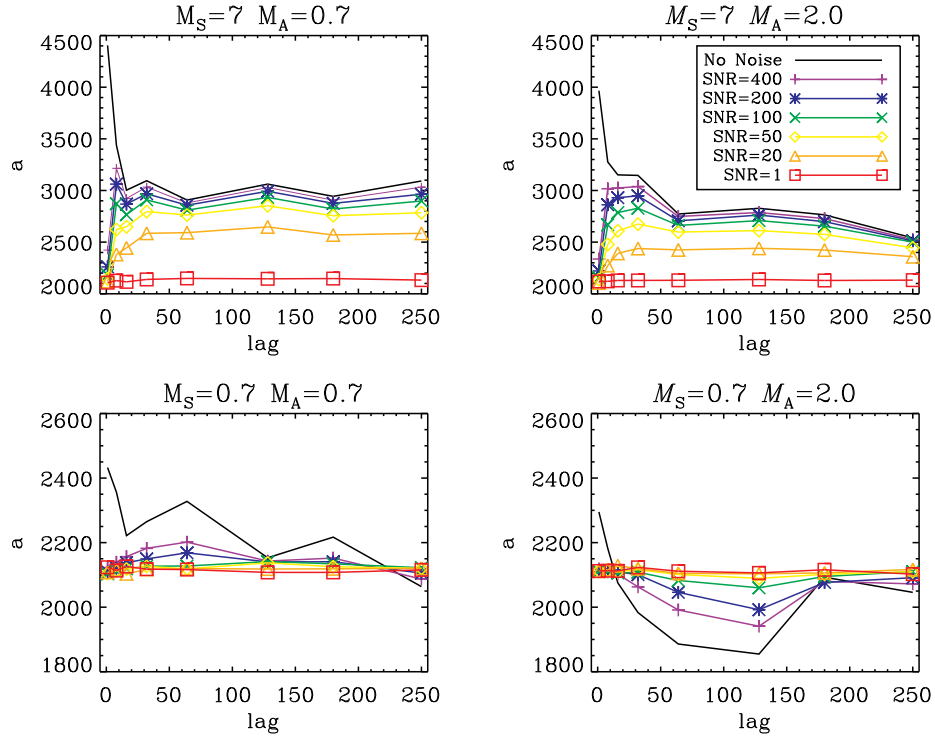 M_S=7 M_A=0.7
4500
4000
3500
3000
2500
2000
a
0 50 100 150 200 250
lag
M_S=7 M_A=2.0
4500
4000
3500
3000
2500
2000
a
No Noise
SNR=400
SNR=200
SNR=100
SNR=50
SNR=20
SNR=1
0 50 100 150 200 250
lag
M_S=0.7 M_A=0.7
2600
2400
2200
2000
1800
a
0 50 100 150 200 250
lag
M_S=0.7 M_A=2.0
2600
2400
2200
2000
1800
a
0 50 100 150 200 250
lag